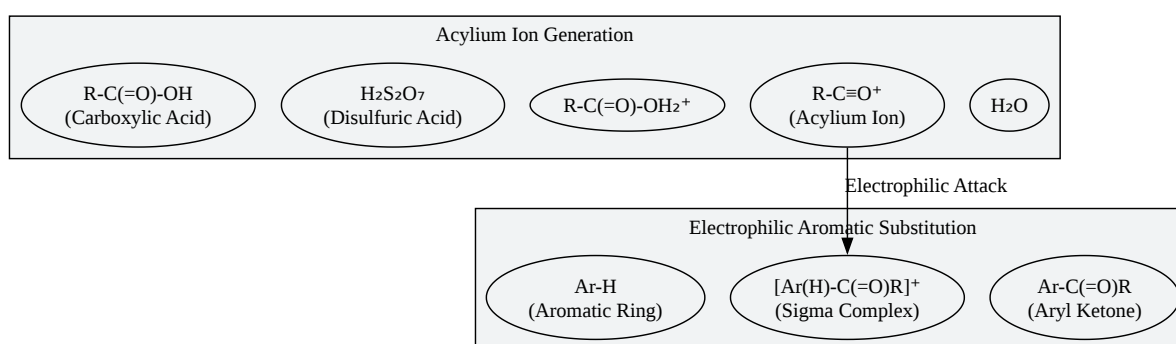 Acylium Ion Generation
R-C(=O)-OH
(Carboxylic Acid)
H₂S₂O₇
(Disulfuric Acid)
R-C(=O)-OH₂⁺
R-C≡O⁺
(Acylium Ion)
H₂O
Electrophilic Attack
Electrophilic Aromatic Substitution
Ar-H
(Aromatic Ring)
[Ar(H)-C(=O)R]⁺
(Sigma Complex)
Ar-C(=O)R
(Aryl Ketone)